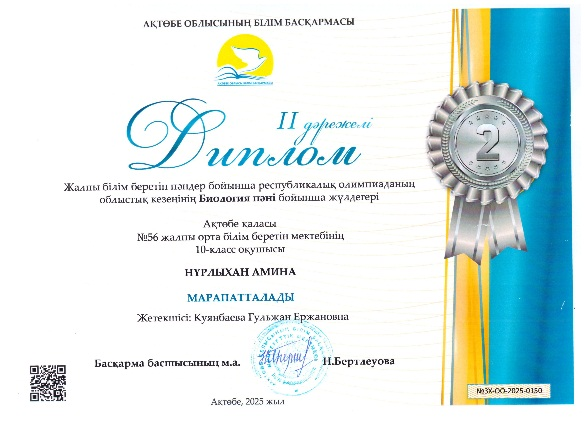 АҚТӨБЕ ОБЛЫСЫНЫҢ БІЛІМ БАСҚАРМАСЫ
II дәрежелі
Диплом
Жалпы білім беретін пәндер бойынша республикалық олимпиаданың
облыстық кезеңінің Биология пәні бойынша жүлдегері
Ақтөбе қаласы
№56 жалпы орта білім беретін мектебінің
10-класс оқушысы
НҰРЛЫХАН АМИНА
МАРАПАТТАЛАДЫ
Жетекшісі: Куянбаева Гульжан Ержановна
Басқарма басшысының м.а.
Н.Бертлеуова
Ақтөбе, 2025 жыл
2
№ЗХ-ОО-2025-0150